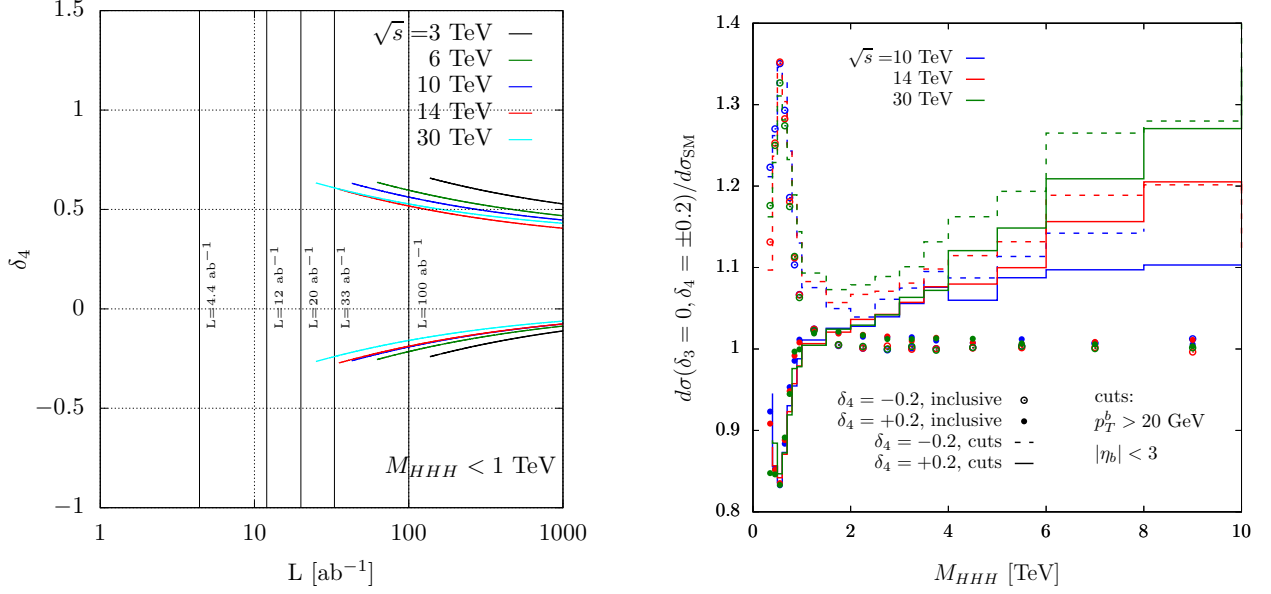 1.5
1
0.5
0
−0.5
−1
δ4
√s =3 TeV
6 TeV
10 TeV
14 TeV
30 TeV
L=4.4 ab−1
L=12 ab−1
L=20 ab−1
L=33 ab−1
L=100 ab−1
MHHH < 1 TeV
1
10
100
1000
L [ab−1]
1.4
1.3
1.2
1.1
1
0.9
0.8
dσ(δ3 = 0, δ4 = ±0.2)/dσSM
√s =10 TeV
14 TeV
30 TeV
δ4 = −0.2, inclusive
δ4 = +0.2, inclusive
δ4 = −0.2, cuts
δ4 = +0.2, cuts
cuts:
pTb > 20 GeV
|ηb| < 3
0
2
4
6
8
10
MHHH [TeV]